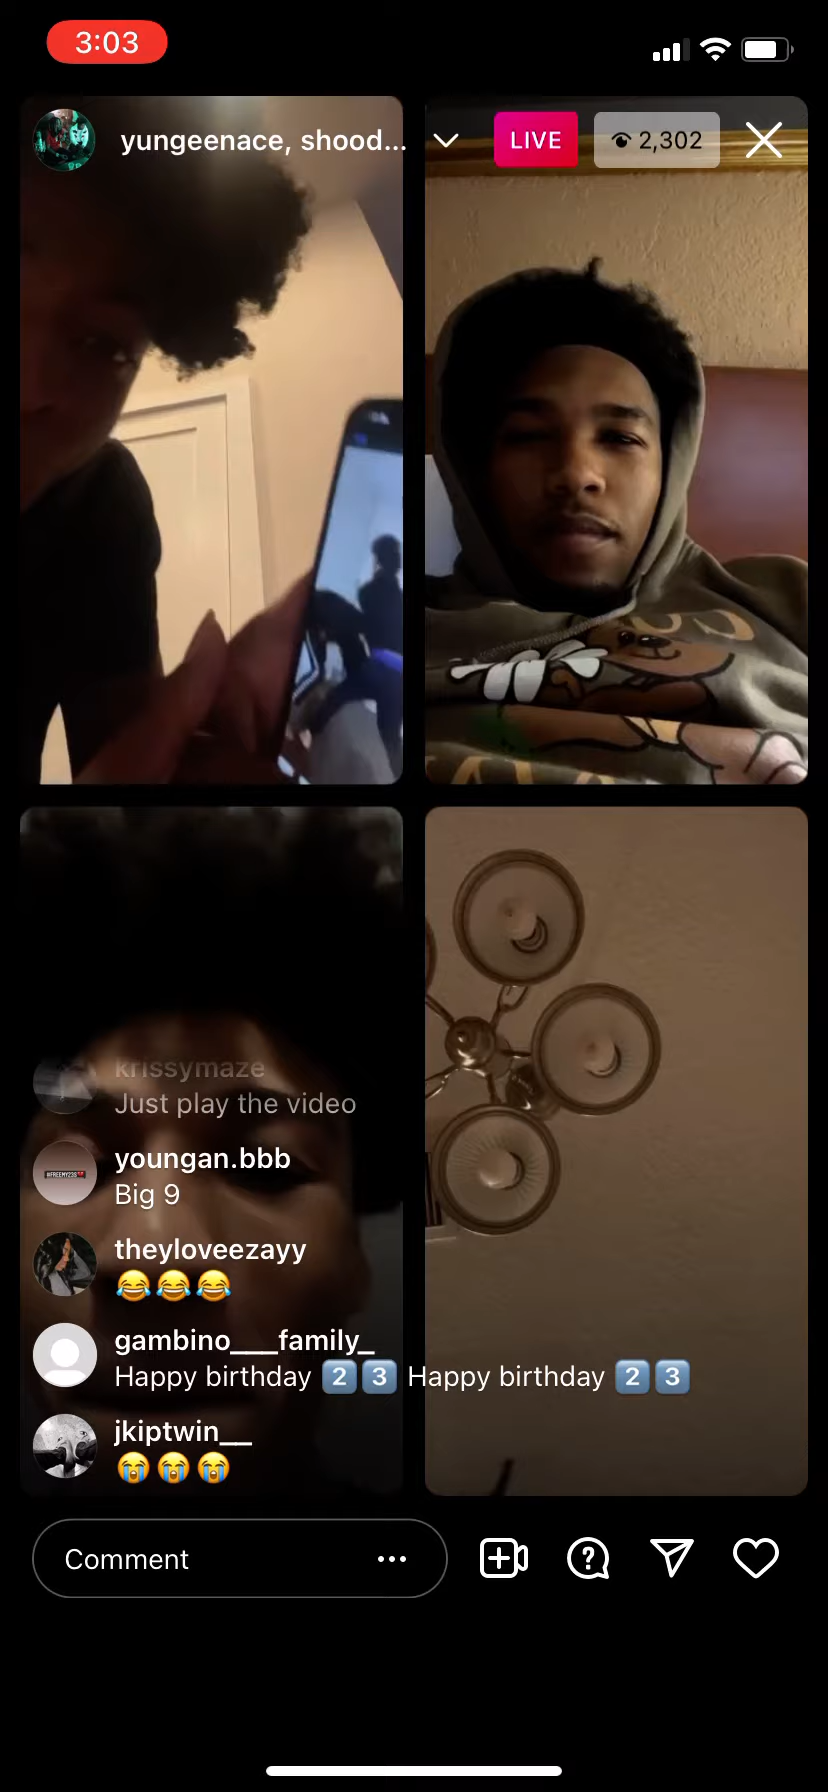 3:03
yungeenace, shood...
LIVE
2,302
krissymaze
Just play the video
youngan.bbb
Big 9
theyloveezayy
😂😂😂
gambino___family_
Happy birthday 2️⃣3️⃣ Happy birthday 2️⃣3️⃣
jkiptwin__
😭😭😭
Comment